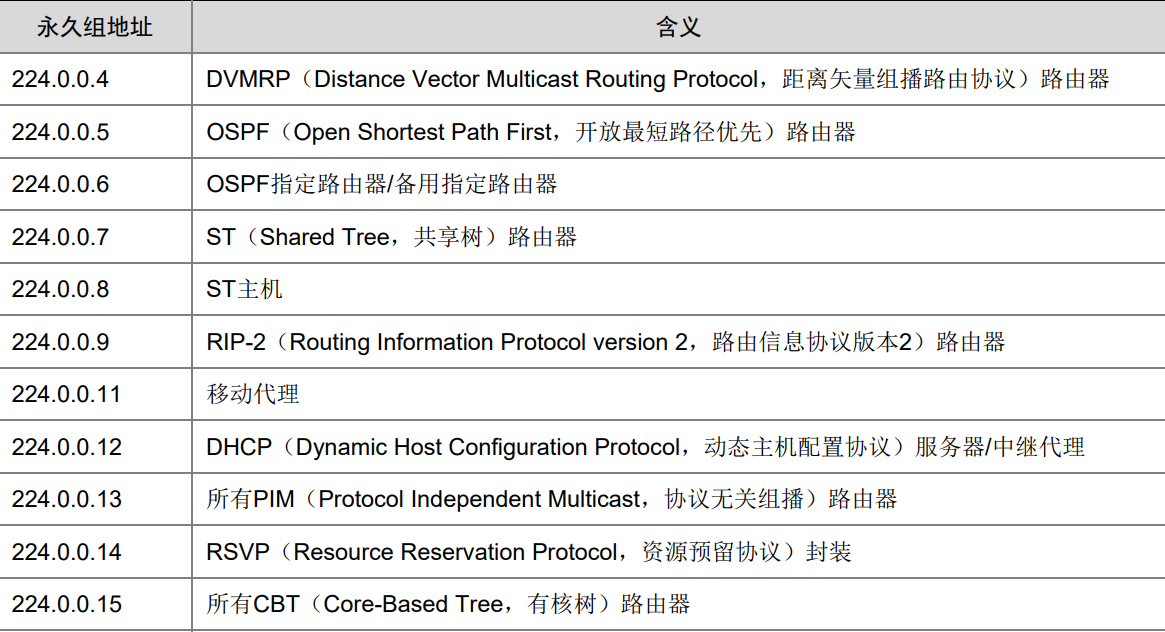 永久组地址 含义
224.0.0.4 DVMRP（Distance Vector Multicast Routing Protocol，距离矢量组播路由协议）路由器
224.0.0.5 OSPF（Open Shortest Path First，开放最短路径优先）路由器
224.0.0.6 OSPF指定路由器/备用指定路由器
224.0.0.7 ST（Shared Tree，共享树）路由器
224.0.0.8 ST主机
224.0.0.9 RIP-2（Routing Information Protocol version 2，路由信息协议版本2）路由器
224.0.0.11 移动代理
224.0.0.12 DHCP（Dynamic Host Configuration Protocol，动态主机配置协议）服务器/中继代理
224.0.0.13 所有PIM（Protocol Independent Multicast，协议无关组播）路由器
224.0.0.14 RSVP（Resource Reservation Protocol，资源预留协议）封装
224.0.0.15 所有CBT（Core-Based Tree，有核树）路由器